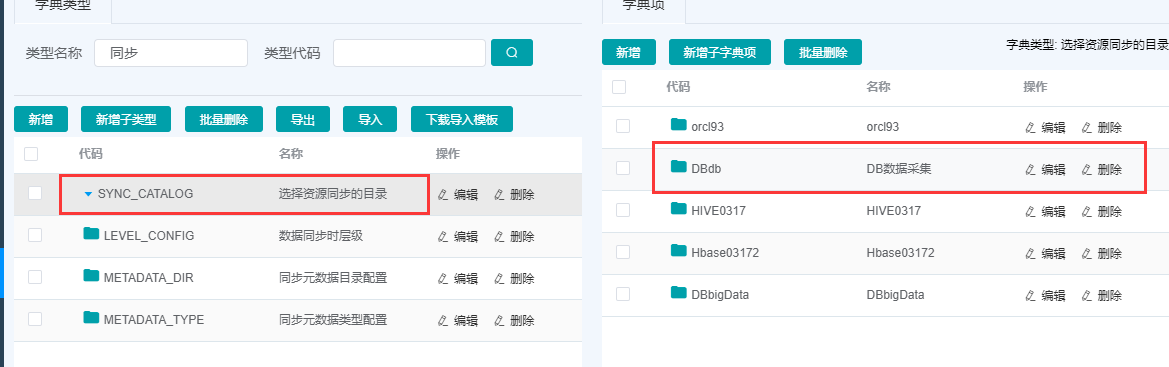 字典类型
类型名称 同步 类型代码
新增 新增子类型 批量删除 导出 导入 下载导入模板
代码 名称 操作
SYNC_CATALOG 选择资源同步的目录 编辑 删除
LEVEL_CONFIG 数据同步时层级 编辑 删除
METADATA_DIR 同步元数据目录配置 编辑 删除
METADATA_TYPE 同步元数据类型配置 编辑 删除
字典项
新增 新增子字典项 批量删除 字典类型: 选择资源同步的目录
代码 名称 操作
orcl93 orcl93 编辑 删除
DBdb DB数据采集 编辑 删除
HIVE0317 HIVE0317 编辑 删除
Hbase03172 Hbase03172 编辑 删除
DBbigData DBbigData 编辑 删除